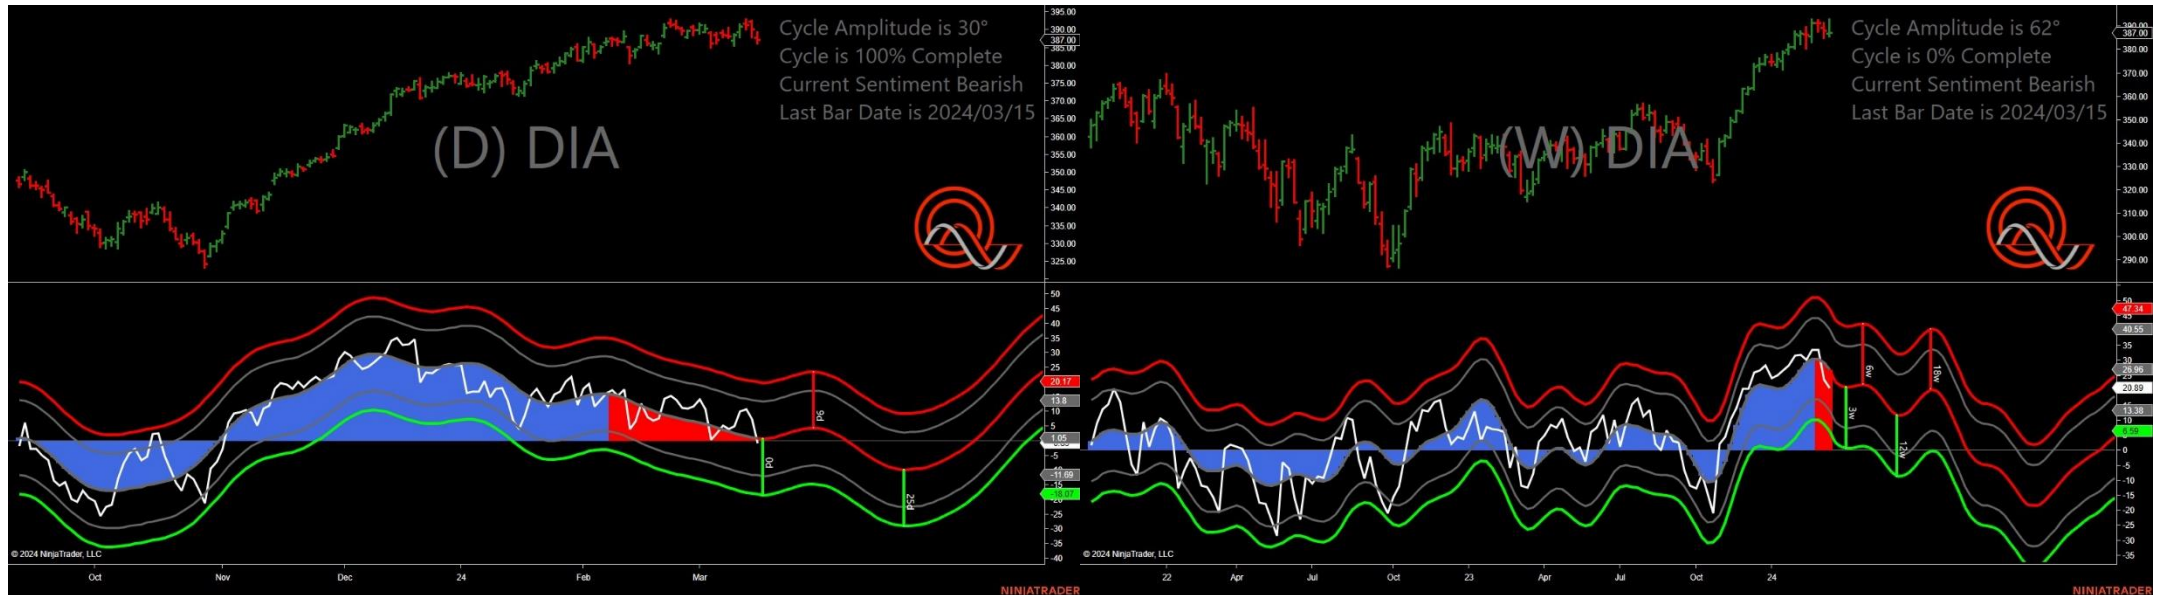 Cycle Amplitude is 30°
Cycle is 100% Complete
Current Sentiment Bearish
Last Bar Date is 2024/03/15
(D) DIA
395.00
390.00
387.00
385.00
380.00
375.00
370.00
365.00
360.00
355.00
350.00
345.00
340.00
335.00
330.00
325.00
50
45
40
35
30
25
20.17
13.8
10
5
1.05
-5
-11.69
-15
-18.07
-25
-30
-35
-40
p9
p0
25d
© 2024 NinjaTrader, LLC
Oct Nov Dec 24 Feb Mar
NINJATRADER
Cycle Amplitude is 62°
Cycle is 0% Complete
Current Sentiment Bearish
Last Bar Date is 2024/03/15
(W) DIA
390.00
387.00
380.00
370.00
360.00
350.00
340.00
330.00
320.00
310.00
300.00
290.00
50
47.34
45
40.55
35
30
26.96
25
20.89
13.38
10
6.59
0
-5
-10
-15
-20
-25
-30
-35
6w
3w
12w
18w
© 2024 NinjaTrader, LLC
22 Apr Jul Oct 23 Apr Jul Oct 24
NINJATRADER